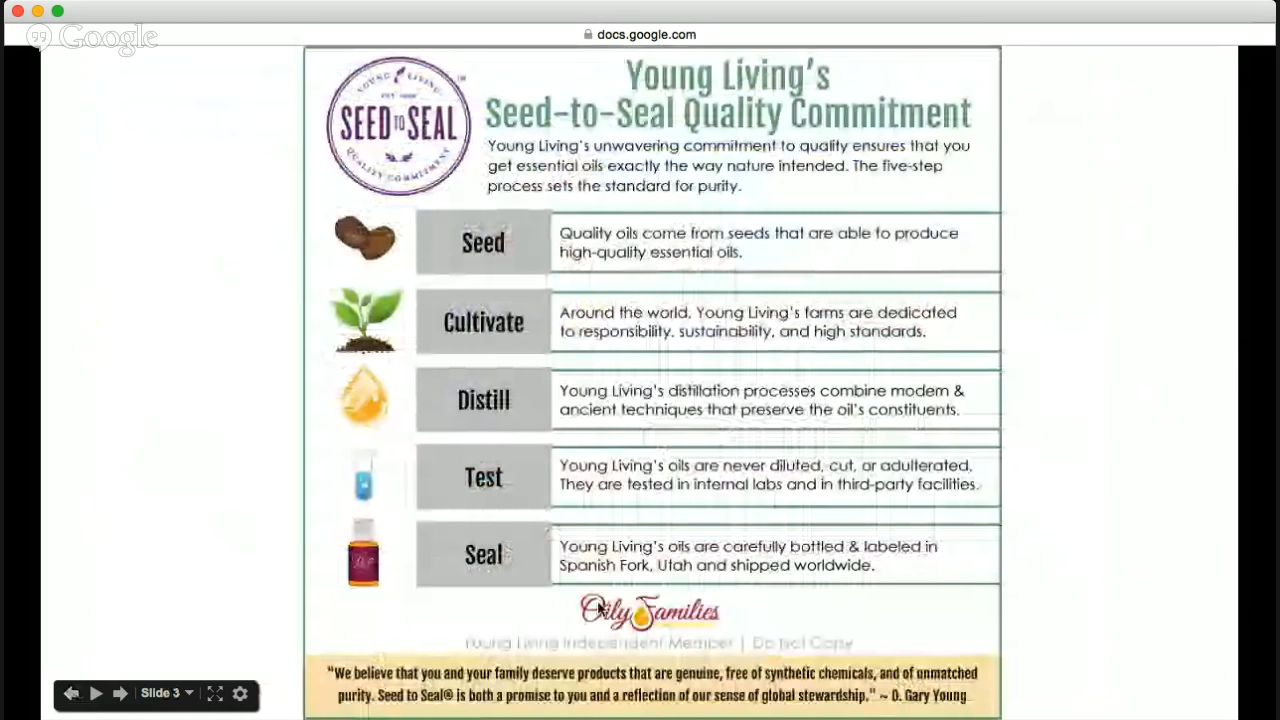 Google
docs.google.com
YOUNG LIVING
SEED TO SEAL
QUALITY COMMITMENT
Young Living's
Seed-to-Seal Quality Commitment
Young Living's unwavering commitment to quality ensures that you
get essential oils exactly the way nature intended. The five-step
process sets the standard for purity.
Seed
Quality oils come from seeds that are able to produce
high-quality essential oils.
Cultivate
Around the world, Young Living's farms are dedicated
to responsibility, sustainability, and high standards.
Distill
Young Living's distillation processes combine modern &
ancient techniques that preserve the oil's constituents.
Test
Young Living's oils are never diluted, cut, or adulterated.
They are tested in internal labs and in third-party facilities.
Seal
Young Living's oils are carefully bottled & labeled in
Spanish Fork, Utah and shipped worldwide.
Oily Families
Young Living Independent Member | Do Not Copy
"We believe that you and your family deserve products that are genuine, free of synthetic chemicals, and of unmatched
purity. Seed to Seal® is both a promise to you and a reflection of our sense of global stewardship." ~ D. Gary Young
Slide 3